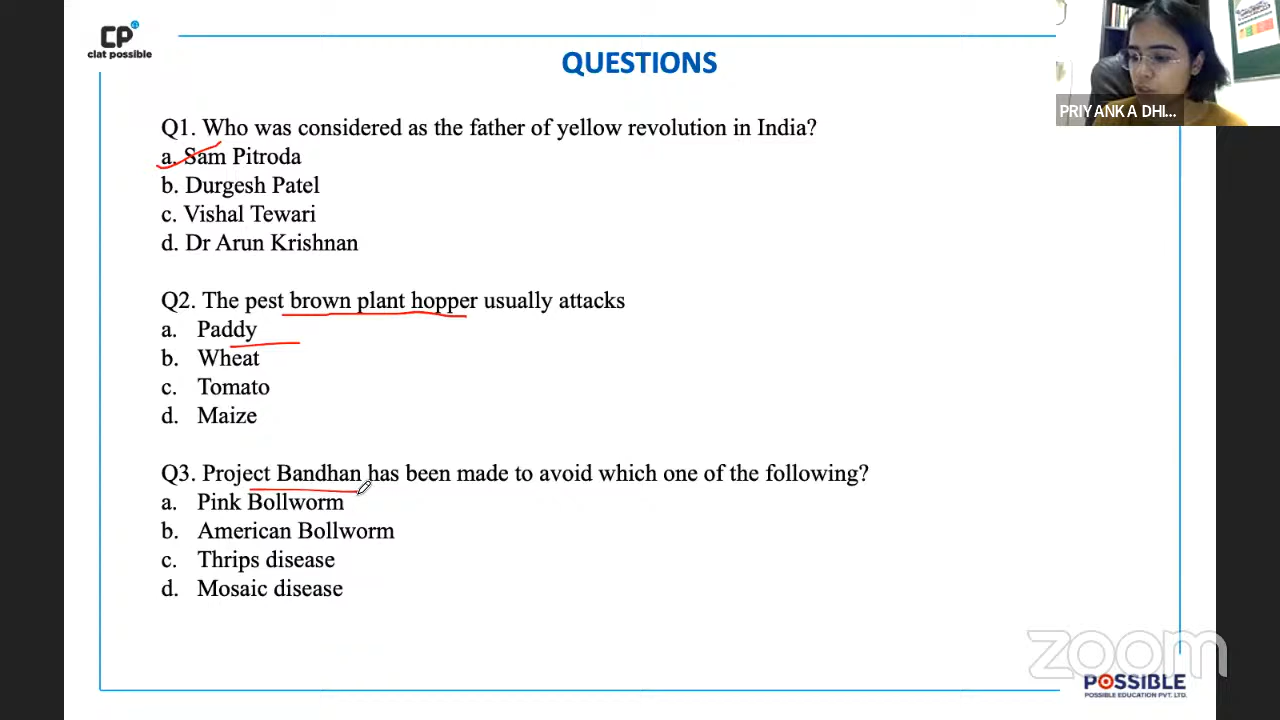 CP
clat possible
QUESTIONS
PRIYANKA DHI...
Q1. Who was considered as the father of yellow revolution in India?
a. Sam Pitroda
b. Durgesh Patel
c. Vishal Tewari
d. Dr Arun Krishnan
Q2. The pest brown plant hopper usually attacks
a. Paddy
b. Wheat
c. Tomato
d. Maize
Q3. Project Bandhan has been made to avoid which one of the following?
a. Pink Bollworm
b. American Bollworm
c. Thrips disease
d. Mosaic disease
zoom
POSSIBLE
POSSIBLE EDUCATION PVT. LTD.